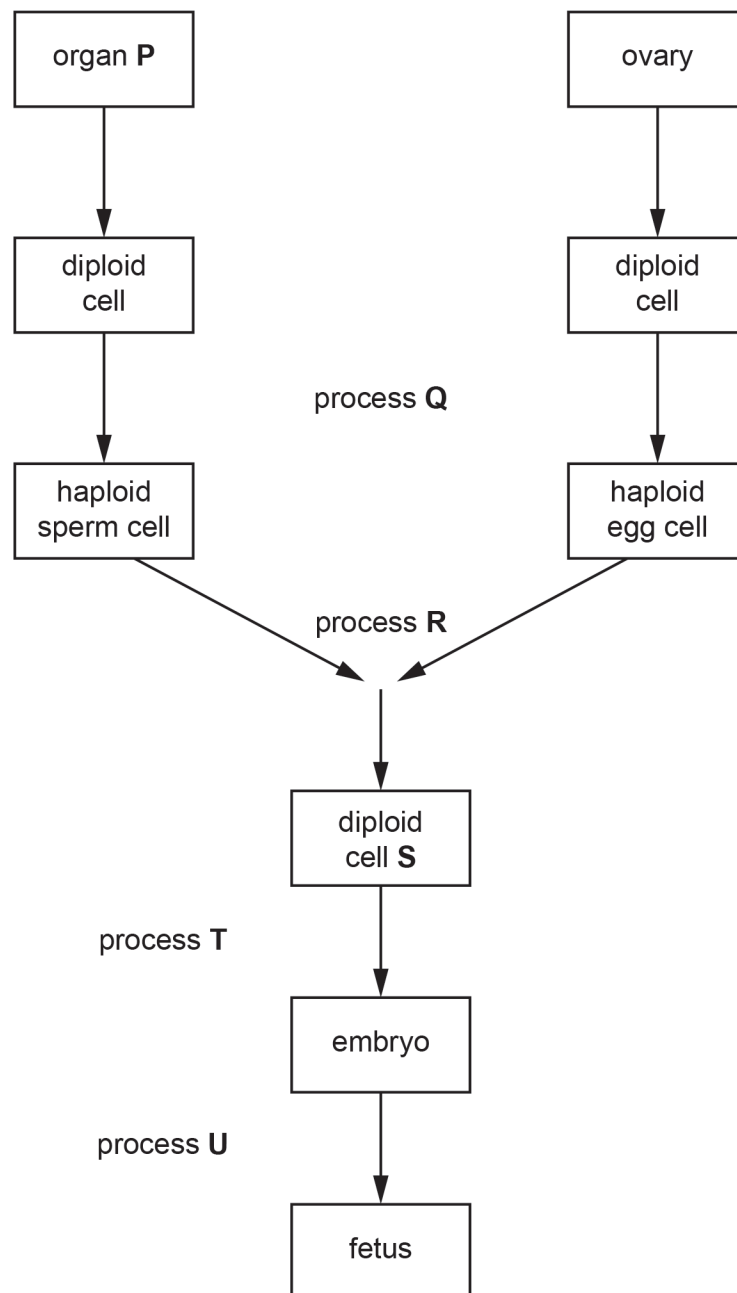 organ P
ovary
diploid
cell
diploid
cell
process Q
haploid
sperm cell
haploid
egg cell
process R
diploid
cell S
process T
embryo
process U
fetus